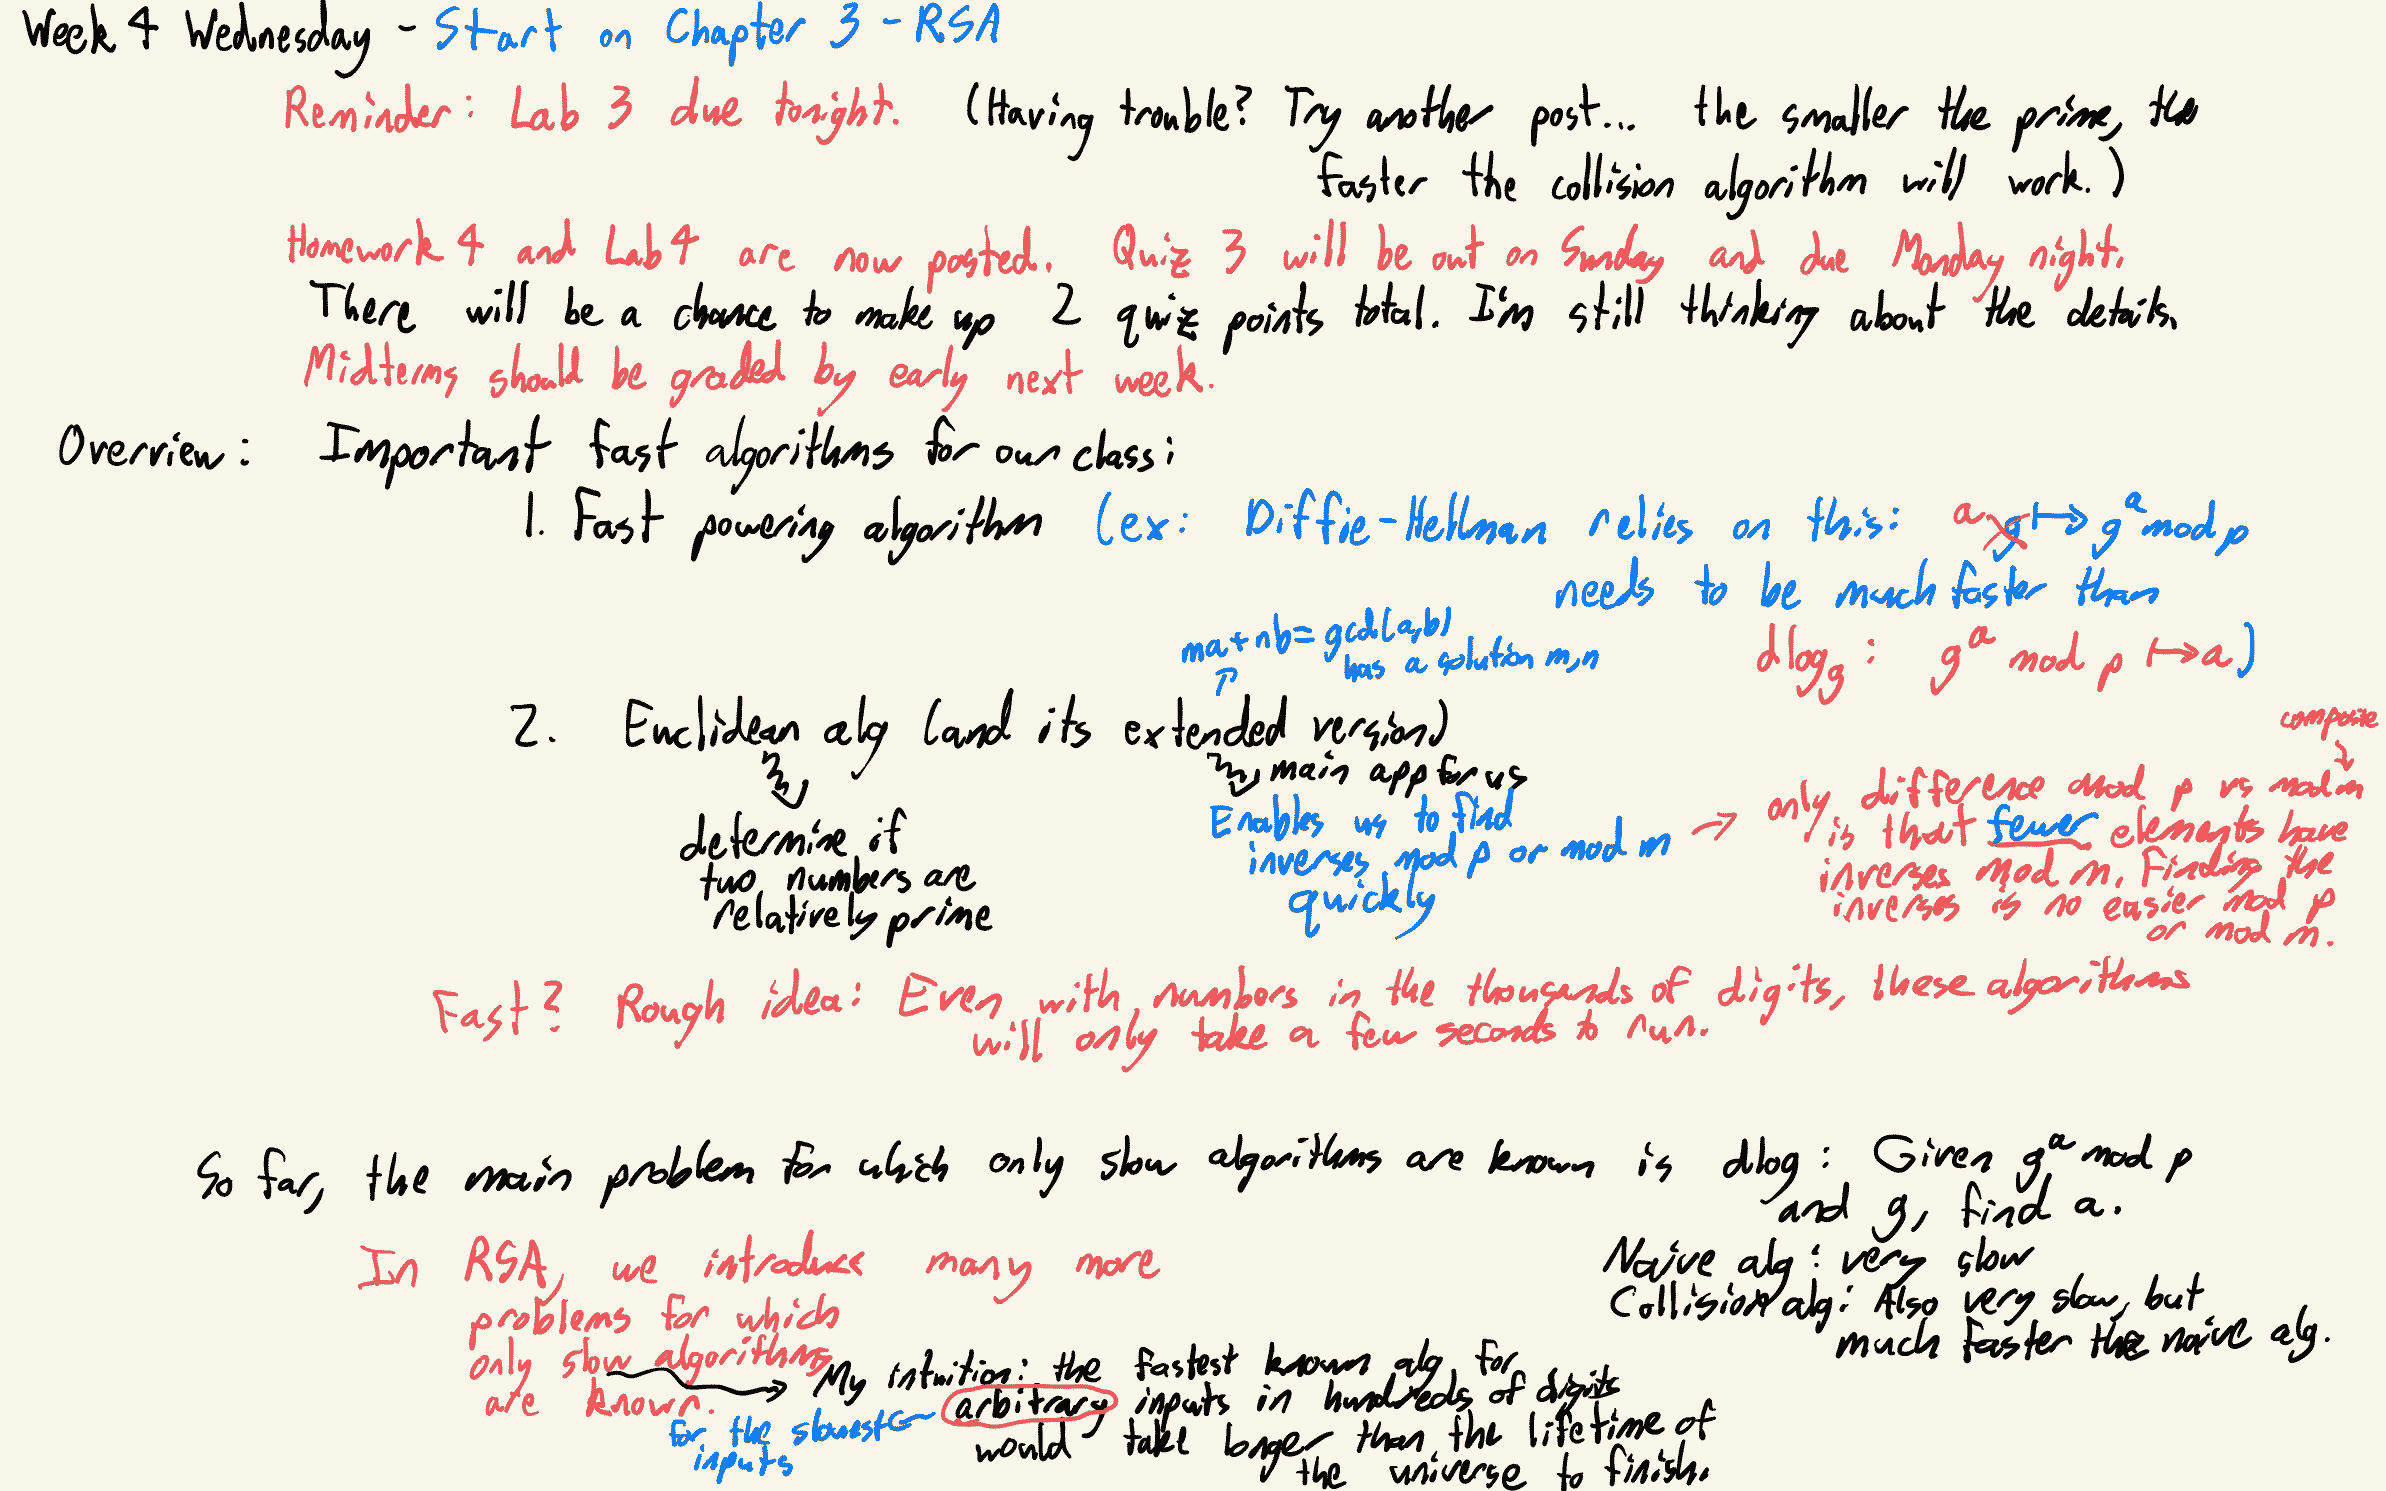 Week 4 Wednesday - Start on Chapter 3 - RSA
Reminder: Lab 3 due tonight. (Having trouble? Try another post... the smaller the prime, the
faster the collision algorithm will work.)
Homework 4 and Lab 4 are now posted. Quiz 3 will be out on Sunday and due Monday night.
There will be a chance to make up 2 quiz points total. I'm still thinking about the details.
Midterms should be graded by early next week.
Overview: Important fast algorithms for our class:
1. Fast powering algorithm (ex: Diffie-Hellman relies on this: a g ↦ g^a mod p
needs to be much faster than
dlog_g : g^a mod p ↦ a)
ma + nb = gcd(a,b)
has a solution m,n
2. Euclidean alg (and its extended version)
determine if
two numbers are
relatively prime
main app for us
Enables us to find
inverses mod p or mod m
quickly
composite
→ only difference mod p vs mod m
is that fewer elements have
inverses mod m. Finding the
inverses is no easier mod p
or mod m.
Fast? Rough idea: Even with numbers in the thousands of digits, these algorithms
will only take a few seconds to run.
So far, the main problem for which only slow algorithms are known is dlog: Given g^a mod p
and g, find a.
Naive alg: very slow
Collision alg: Also very slow, but
much faster the naive alg.
In RSA, we introduce many more
problems for which
only slow algorithms
are known.
My intuition: the fastest known alg for
arbitrary inputs in hundreds of digits
would take longer than the lifetime of
the universe to finish.
for the slowest
inputs